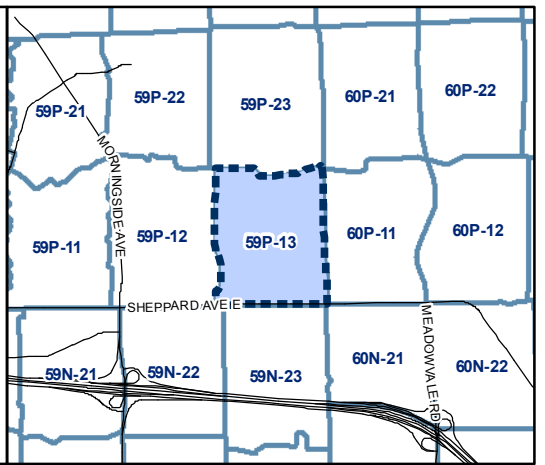 59P-21
59P-22
59P-23
60P-21
60P-22
MORNINGSIDE AVE
59P-11
59P-12
59P-13
60P-11
60P-12
SHEPPARD AVE E
MEADOWVALE RD
59N-21
59N-22
59N-23
60N-21
60N-22